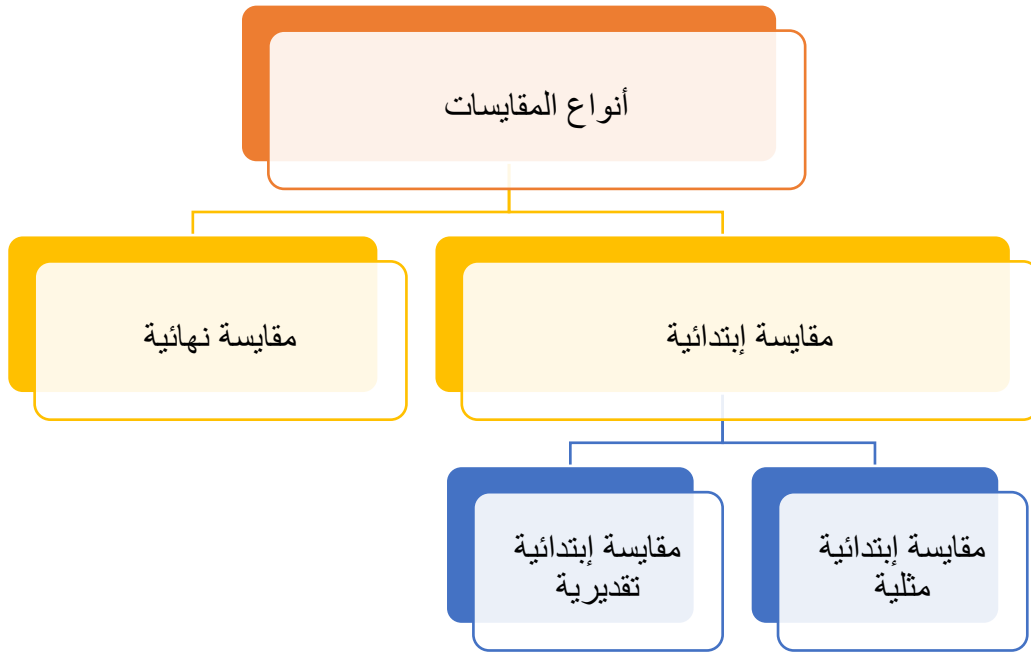 أنواع المقايسات
مقايسة إبتدائية
مقايسة نهائية
مقايسة إبتدائية
مثلية
مقايسة إبتدائية
تقديرية